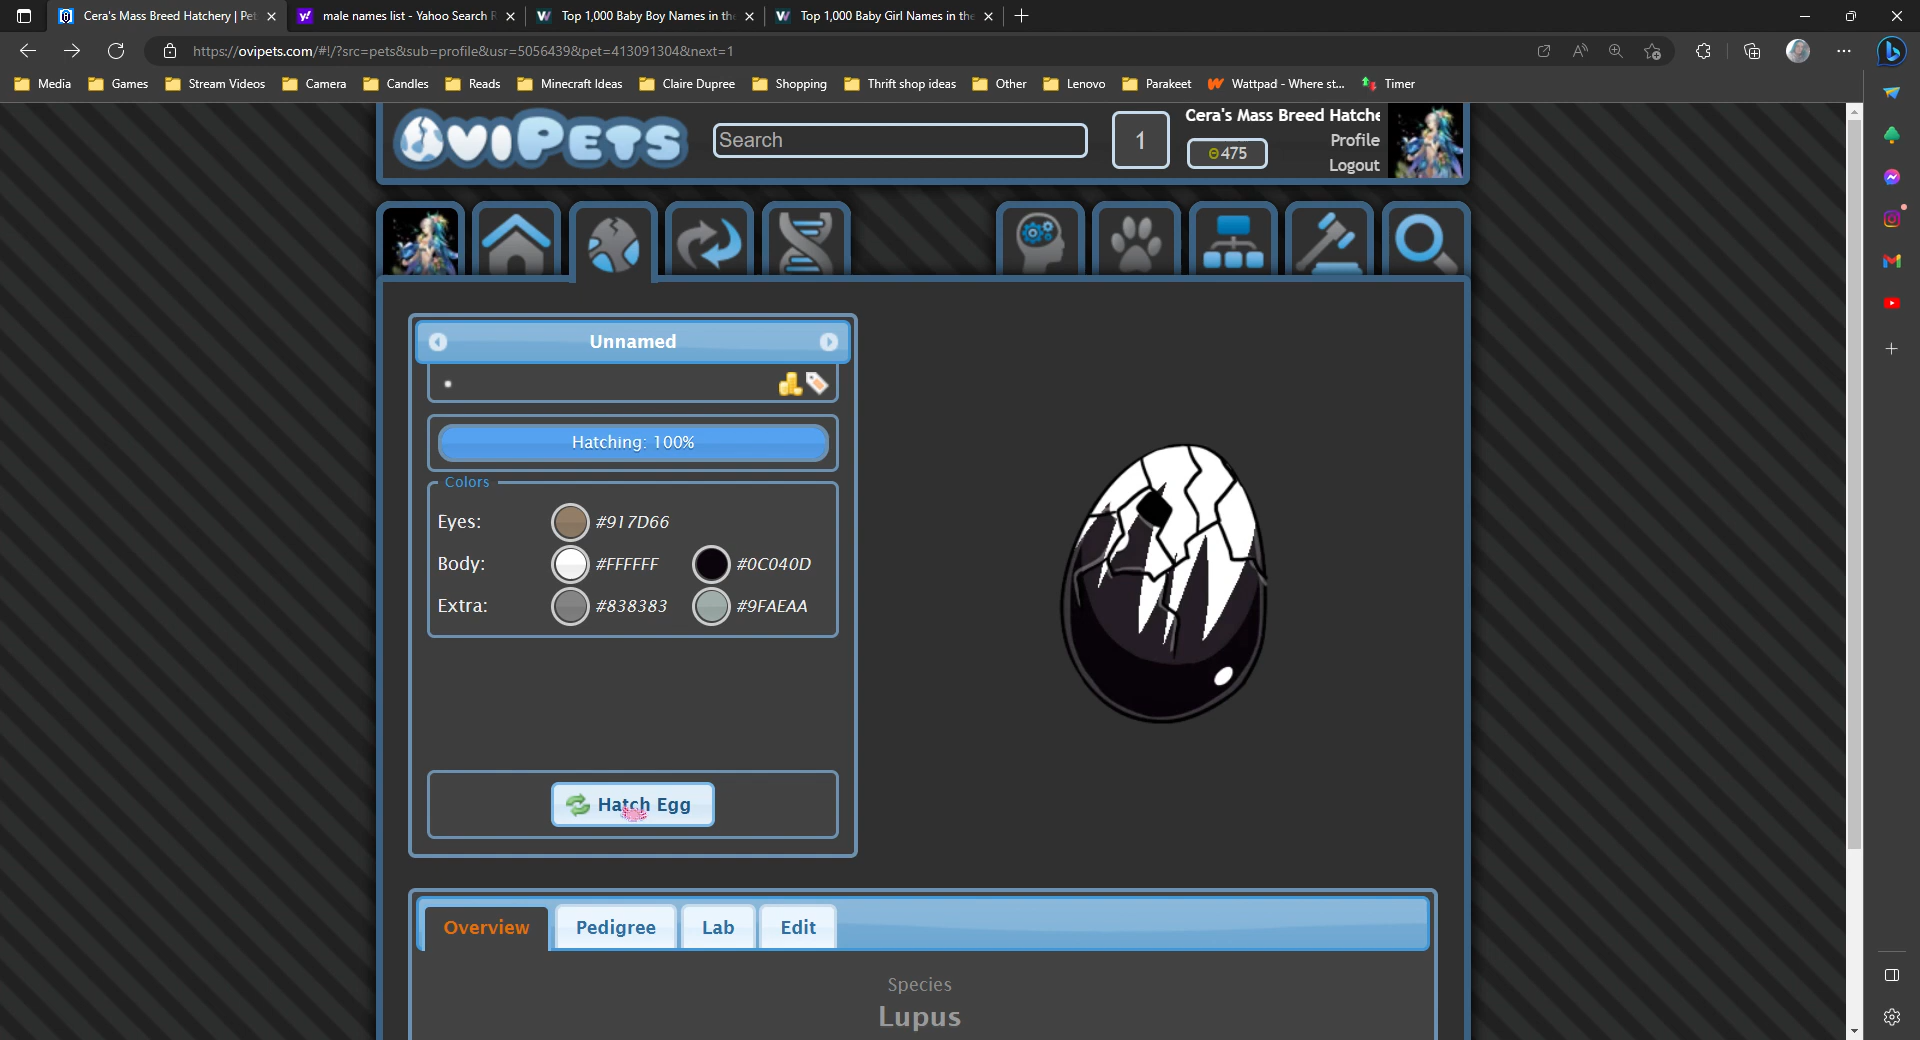 Cera's Mass Breed Hatchery | Pet
male names list - Yahoo Search R
Top 1,000 Baby Boy Names in the
Top 1,000 Baby Girl Names in the
https://ovipets.com/#!/?src=pets&sub=profile&usr=5056439&pet=413091304&next=1
Media
Games
Stream Videos
Camera
Candles
Reads
Minecraft Ideas
Claire Dupree
Shopping
Thrift shop ideas
Other
Lenovo
Parakeet
Wattpad - Where st...
Timer
OviPets
Search
1
Cera's Mass Breed Hatche
475
Profile
Logout
Unnamed
Hatching: 100%
Colors
Eyes: #917D66
Body: #FFFFFF #0C040D
Extra: #838383 #9FAEAA
Hatch Egg
Overview
Pedigree
Lab
Edit
Species
Lupus